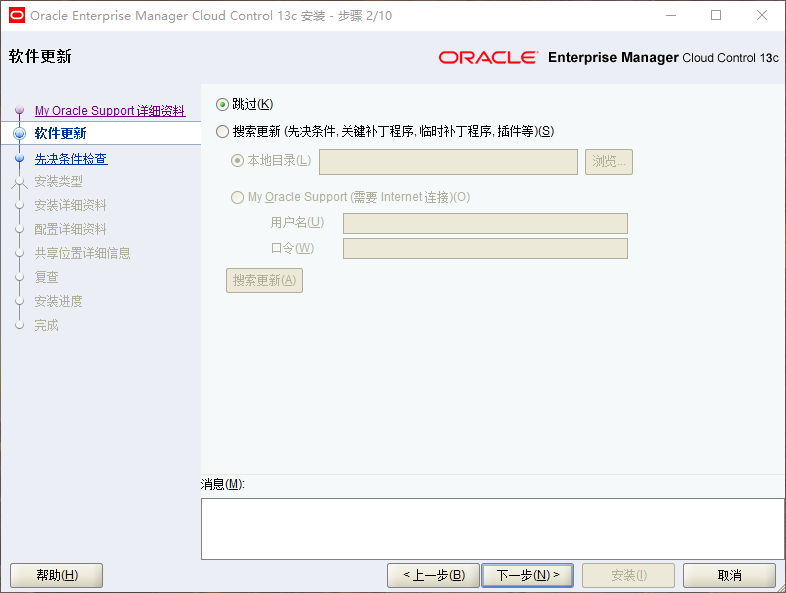 Oracle Enterprise Manager Cloud Control 13c 安装 - 步骤 2/10
软件更新
ORACLE Enterprise Manager Cloud Control 13c
My Oracle Support 详细资料
软件更新
先决条件检查
安装类型
安装详细资料
配置详细资料
共享位置详细信息
复查
安装进度
完成
跳过(K)
搜索更新 (先决条件, 关键补丁程序, 临时补丁程序, 插件等)(S)
本地目录(L)
浏览...
My Oracle Support (需要 Internet 连接)(O)
用户名(U)
口令(W)
搜索更新(A)
消息(M):
帮助(H)
< 上一步(B)
下一步(N) >
安装(I)
取消